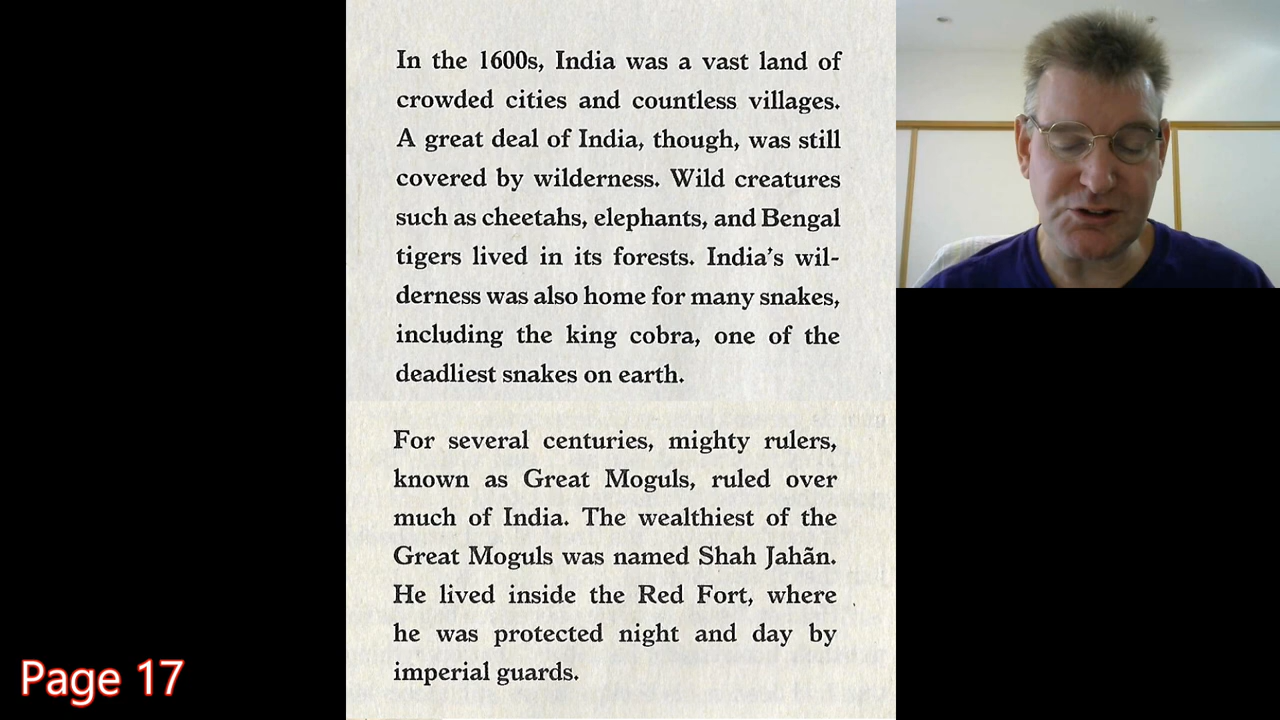 In the 1600s, India was a vast land of
crowded cities and countless villages.
A great deal of India, though, was still
covered by wilderness. Wild creatures
such as cheetahs, elephants, and Bengal
tigers lived in its forests. India's wil-
derness was also home for many snakes,
including the king cobra, one of the
deadliest snakes on earth.
For several centuries, mighty rulers,
known as Great Moguls, ruled over
much of India. The wealthiest of the
Great Moguls was named Shah Jahãn.
He lived inside the Red Fort, where
he was protected night and day by
imperial guards.
Page 17